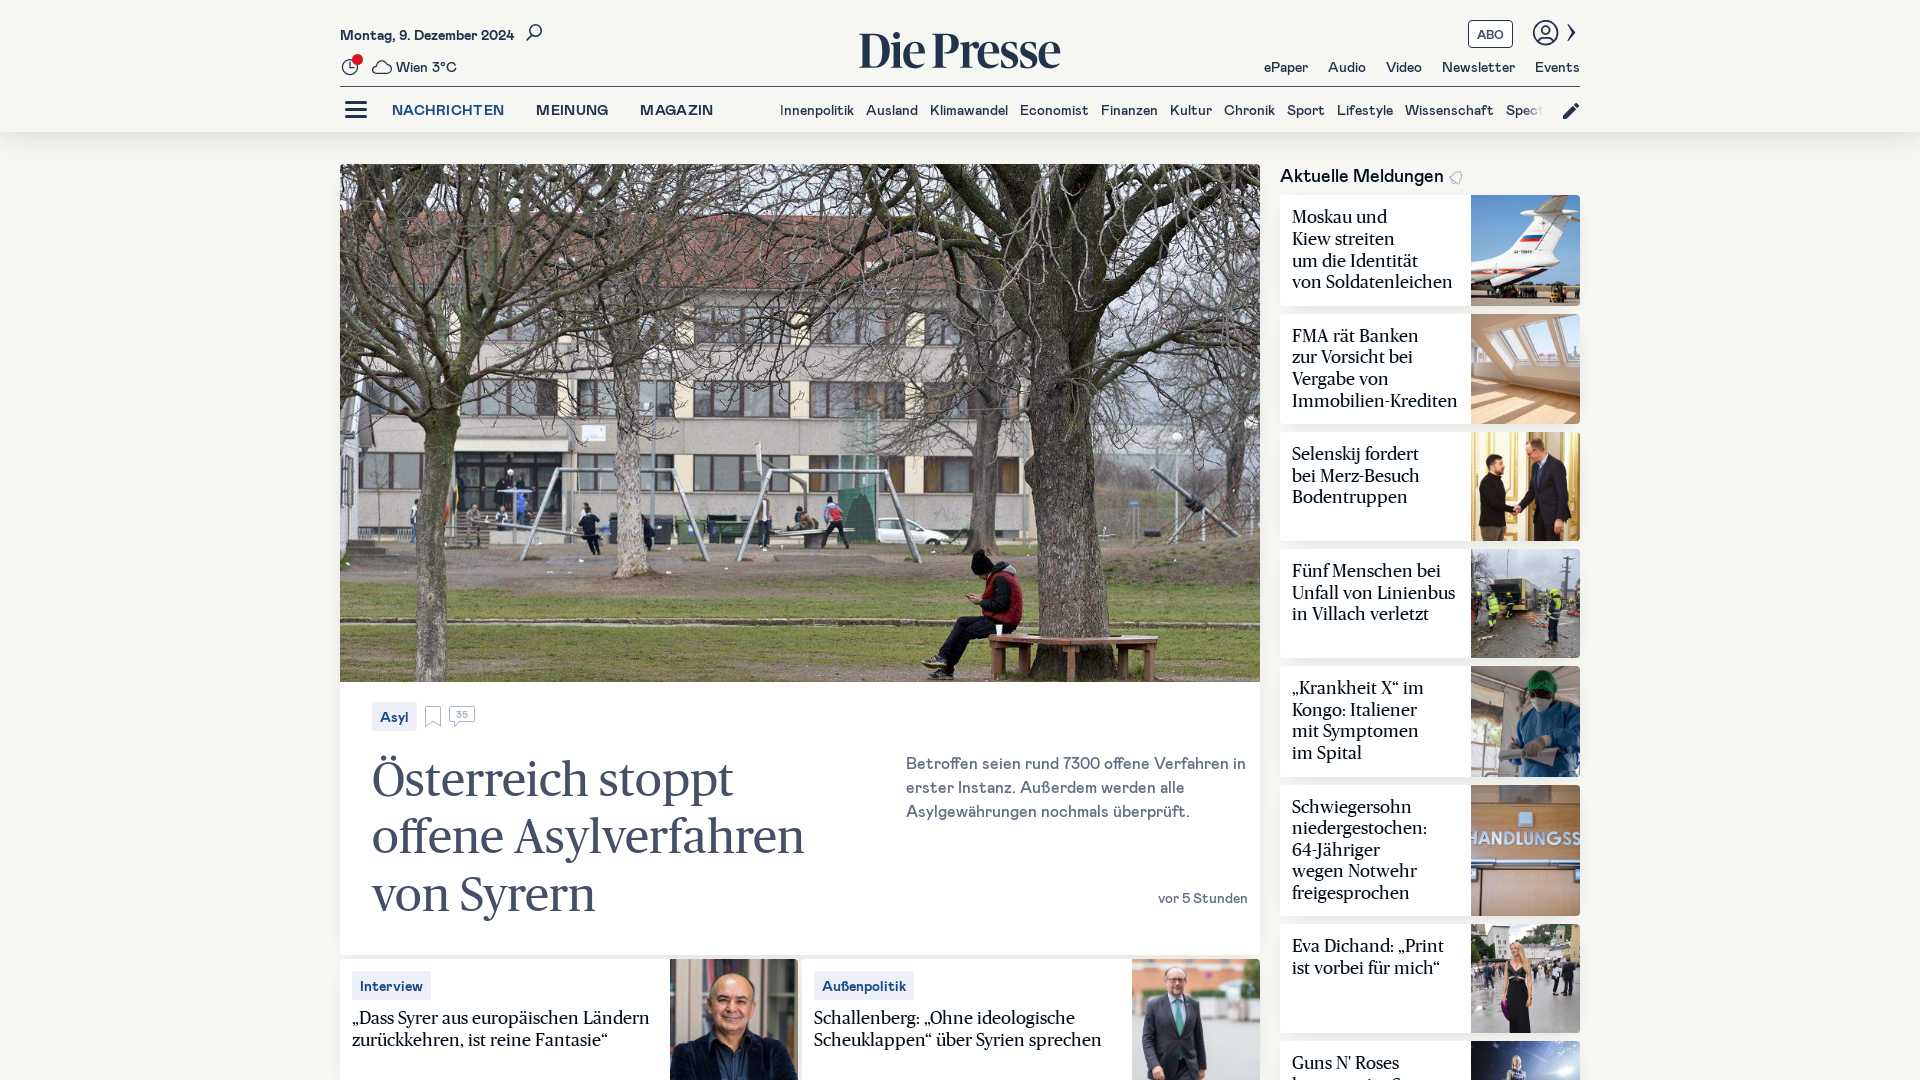 Montag, 9. Dezember 2024
Wien 3°C
Die Presse
ABO
ePaper Audio Video Newsletter Events
NACHRICHTEN MEINUNG MAGAZIN
Innenpolitik Ausland Klimawandel Economist Finanzen Kultur Chronik Sport Lifestyle Wissenschaft
Asyl
35
Österreich stoppt
offene Asylverfahren
von Syrern
Betroffen seien rund 7300 offene Verfahren in
erster Instanz. Außerdem werden alle
Asylgewährungen nochmals überprüft.
vor 5 Stunden
Interview
„Dass Syrer aus europäischen Ländern
zurückkehren, ist reine Fantasie“
Außenpolitik
Schallenberg: „Ohne ideologische
Scheuklappen“ über Syrien sprechen
Aktuelle Meldungen
Moskau und
Kiew streiten
um die Identität
von Soldatenleichen
FMA rät Banken
zur Vorsicht bei
Vergabe von
Immobilien-Krediten
Selenskij fordert
bei Merz-Besuch
Bodentruppen
Fünf Menschen bei
Unfall von Linienbus
in Villach verletzt
„Krankheit X“ im
Kongo: Italiener
mit Symptomen
im Spital
Schwiegersohn
niedergestochen:
64-Jähriger
wegen Notwehr
freigesprochen
HANDLUNGSS
Eva Dichand: „Print
ist vorbei für mich“
Guns N' Roses